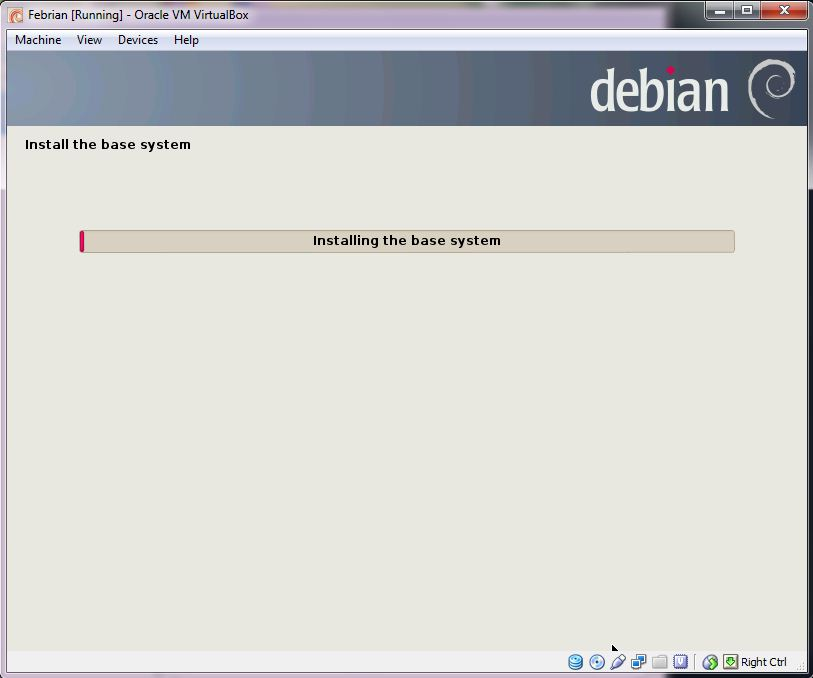 Febrian [Running] - Oracle VM VirtualBox
Machine View Devices Help
debian
Install the base system
Installing the base system
Right Ctrl